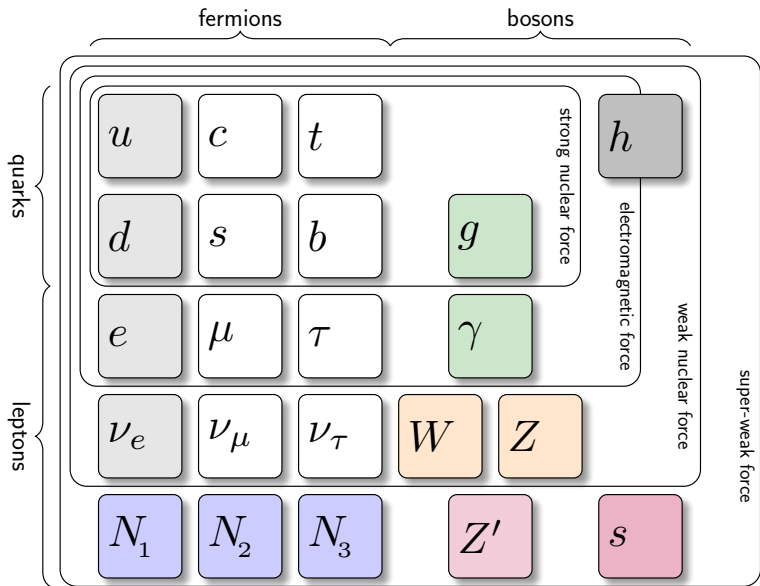 fermions bosons
quarks
leptons
u c t h
d s b g
e μ τ γ
ν_e ν_μ ν_τ W Z
N_1 N_2 N_3 Z′ s
strong nuclear force
electromagnetic force
weak nuclear force
super-weak force